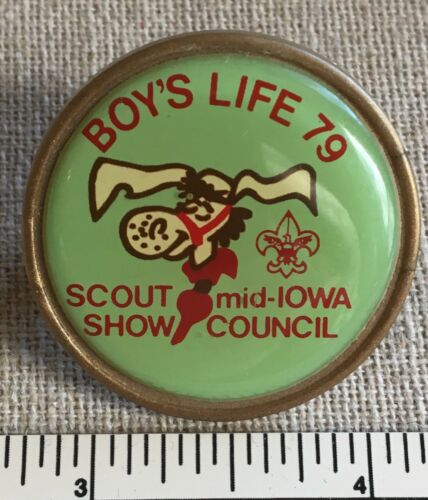 BOY'S LIFE 79
SCOUT mid-IOWA
SHOW COUNCIL
3 4